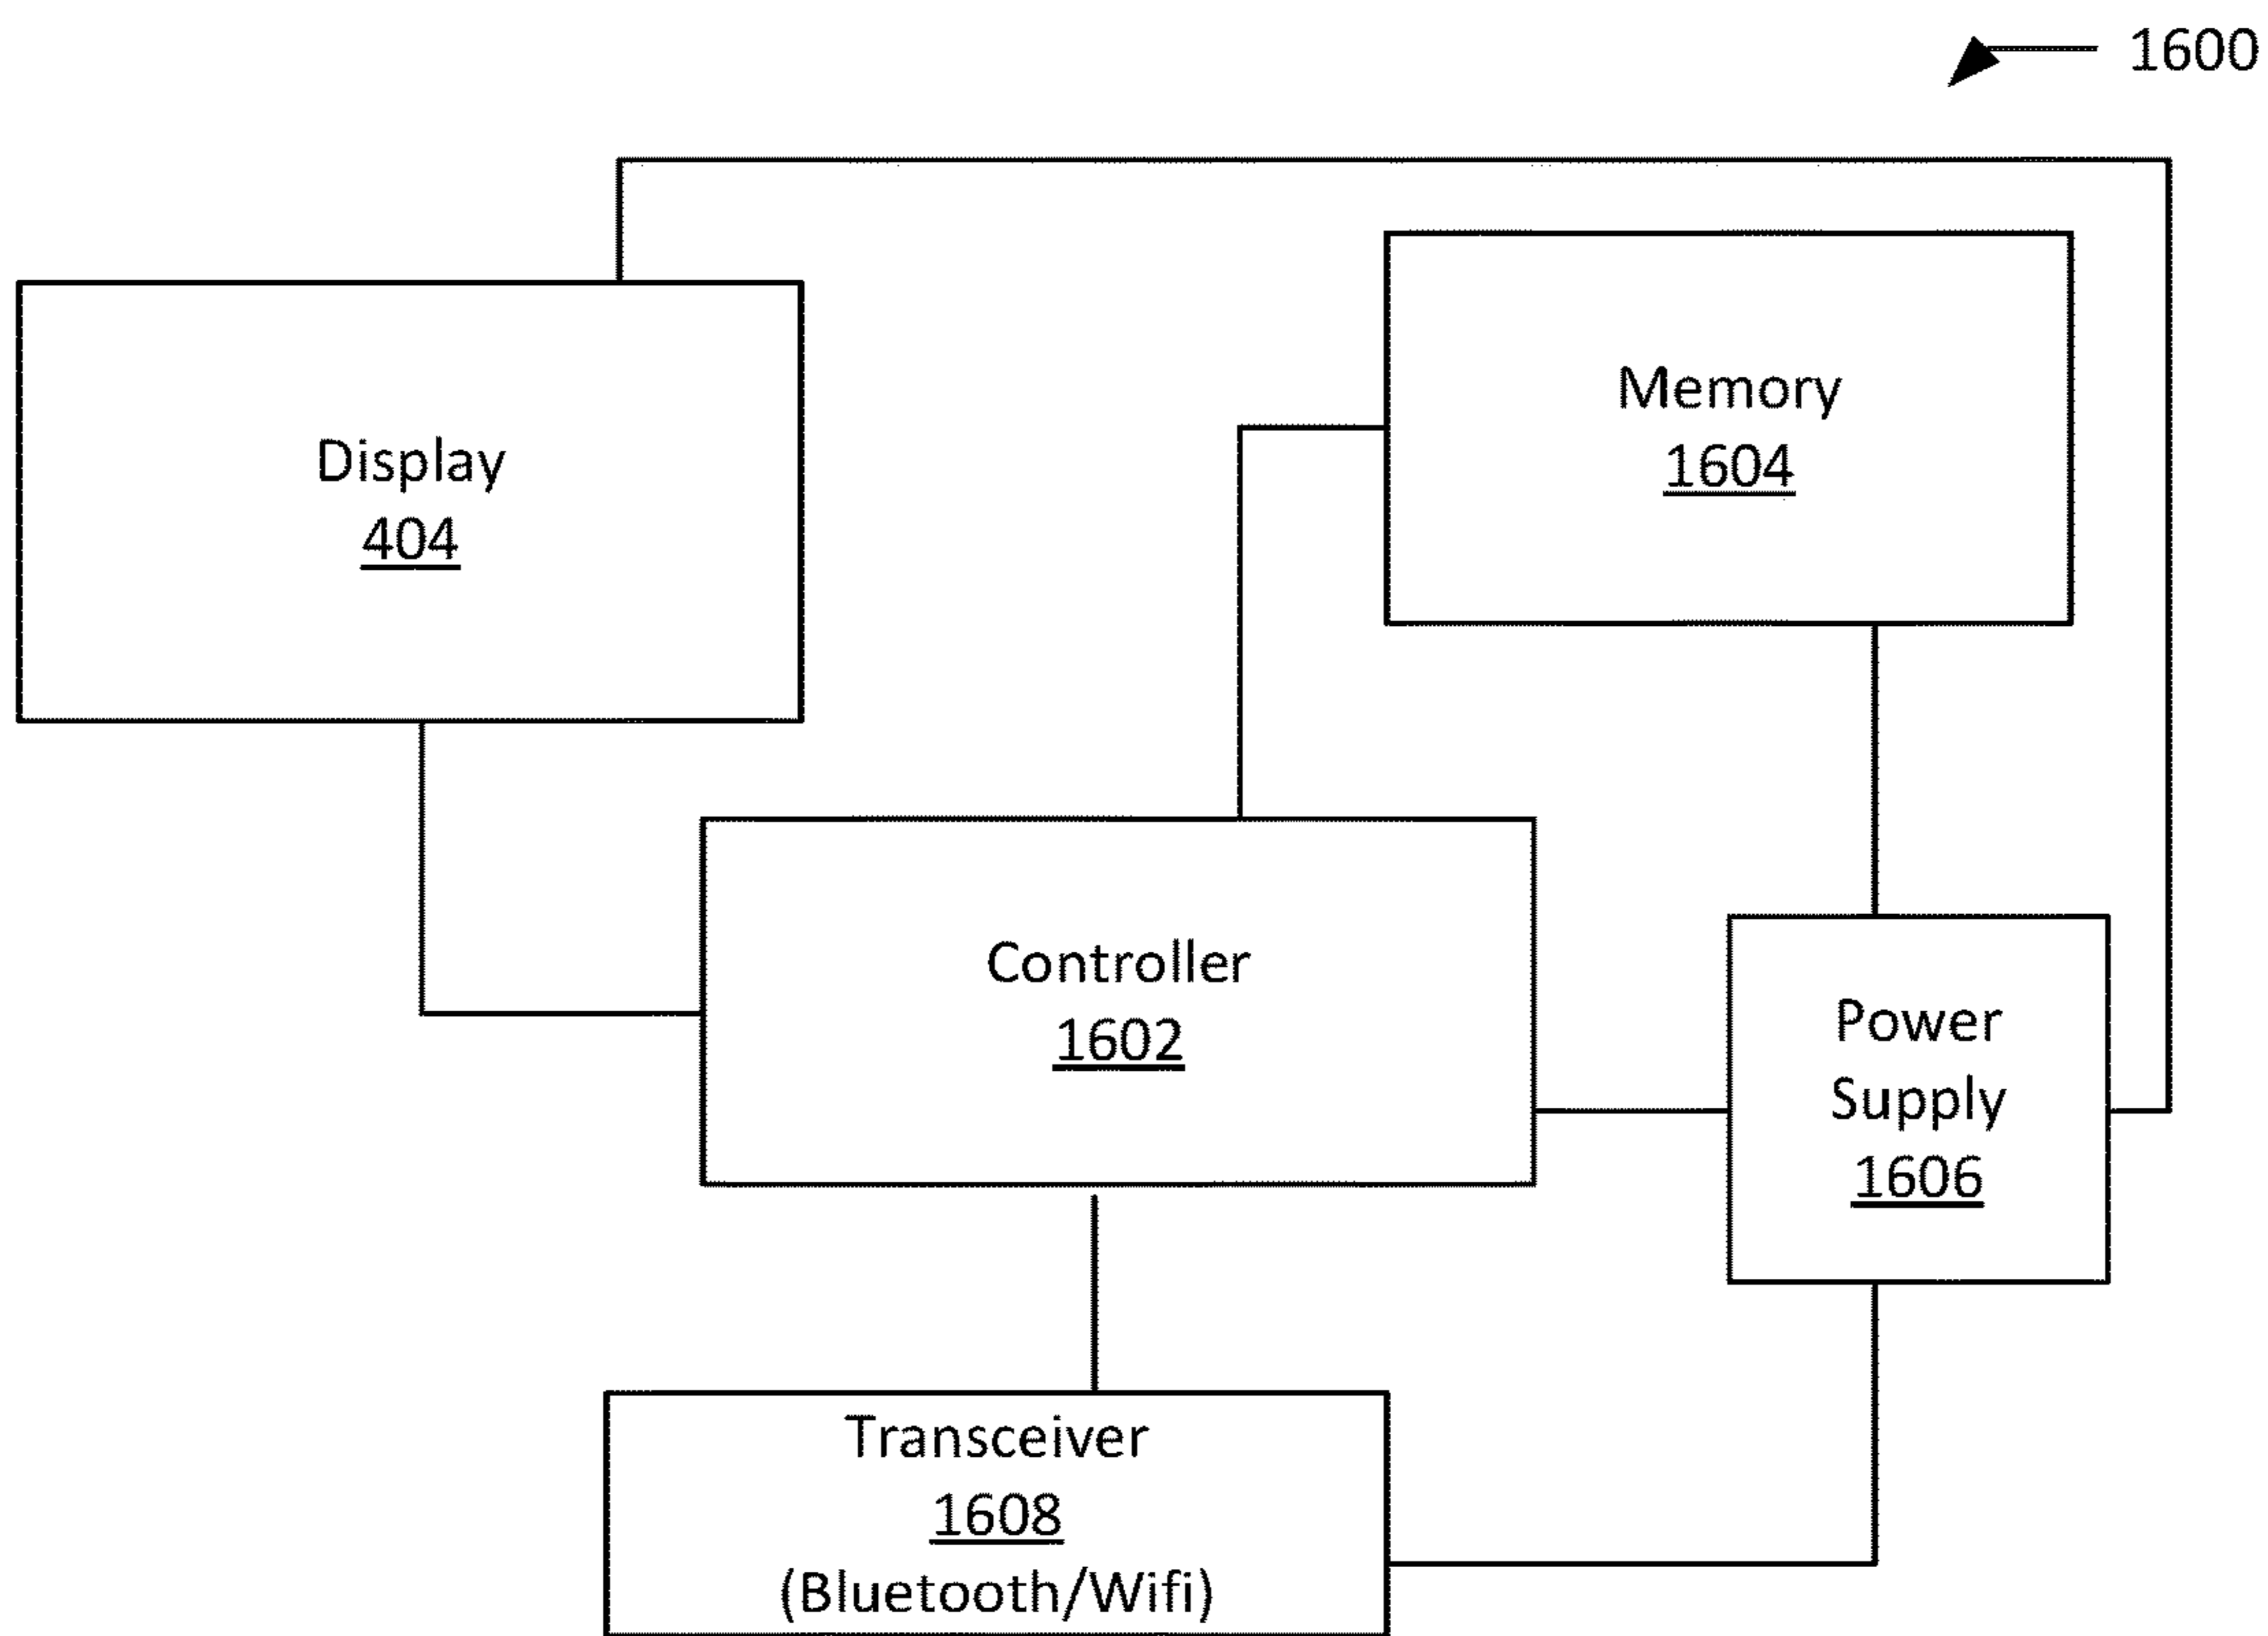 1600
Display
404
Memory
1604
Controller
1602
Power
Supply
1606
Transceiver
1608
(Bluetooth/Wifi)